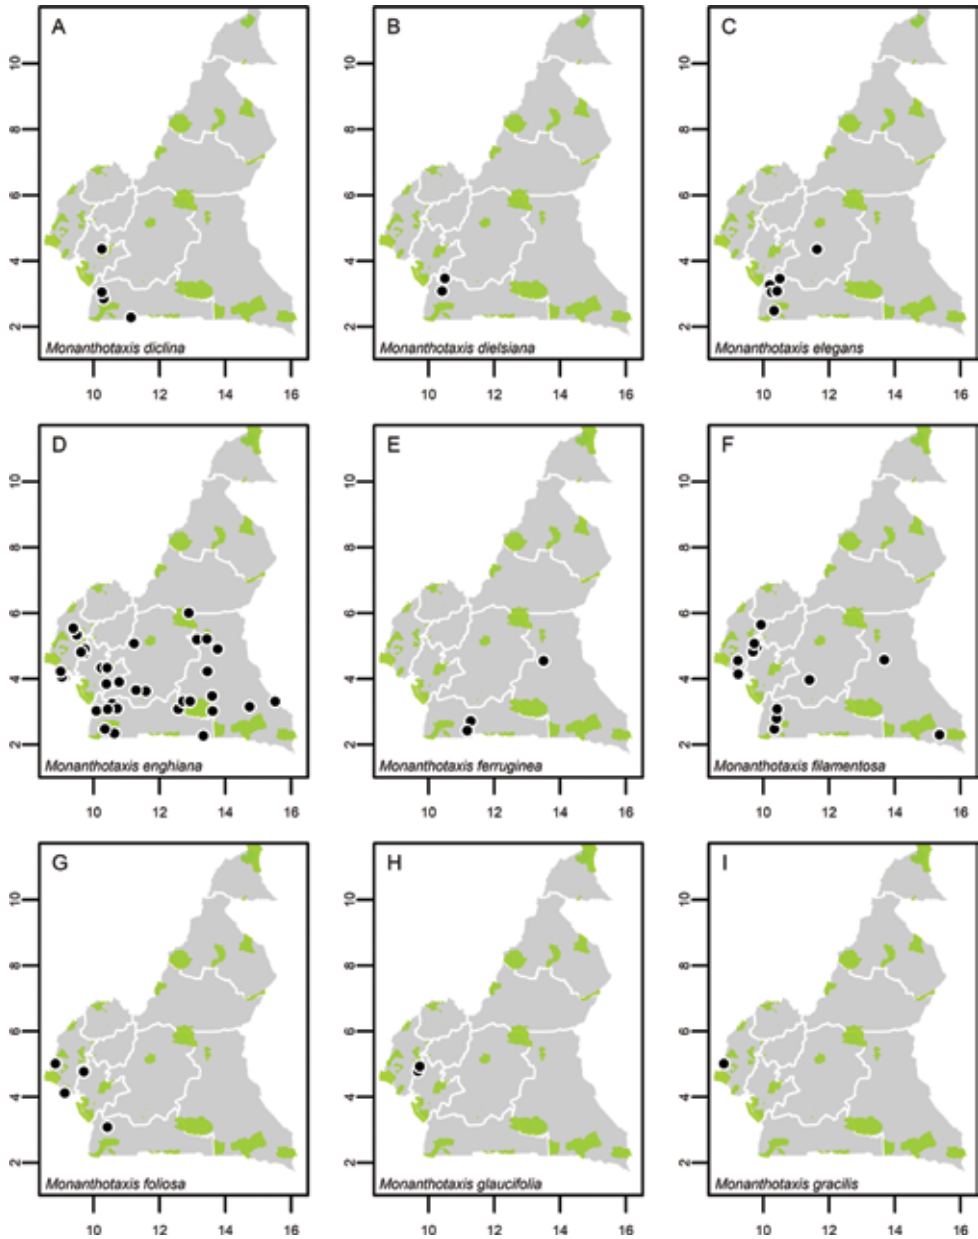 A
B
C
10
8
6
4
2
10
8
6
4
2
10
8
6
4
2
Monanthotaxis diclina
Monanthotaxis dielsiana
Monanthotaxis elegans
10 12 14 16
10 12 14 16
10 12 14 16
D
E
F
10
8
6
4
2
10
8
6
4
2
10
8
6
4
2
Monanthotaxis enghiana
Monanthotaxis ferruginea
Monanthotaxis filamentosa
10 12 14 16
10 12 14 16
10 12 14 16
G
H
I
10
8
6
4
2
10
8
6
4
2
10
8
6
4
2
Monanthotaxis foliosa
Monanthotaxis glaucifolia
Monanthotaxis gracilis
10 12 14 16
10 12 14 16
10 12 14 16